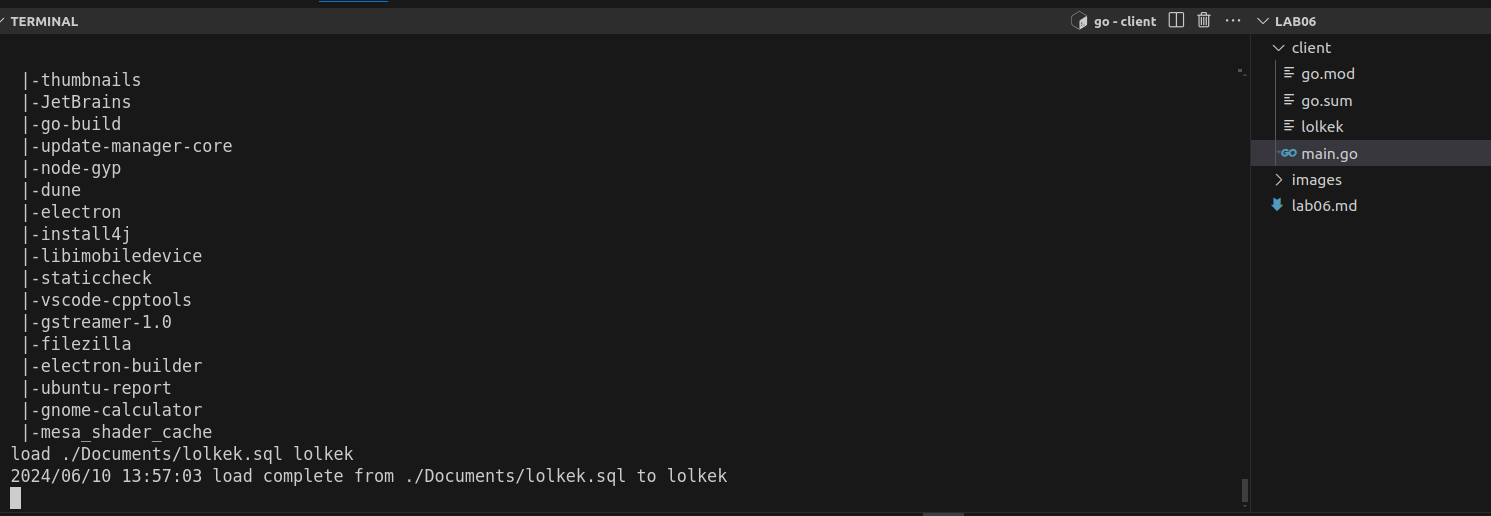 TERMINAL
go - client
|-thumbnails
|-JetBrains
|-go-build
|-update-manager-core
|-node-gyp
|-dune
|-electron
|-install4j
|-libimobiledevice
|-staticcheck
|-vscode-cpptools
|-gstreamer-1.0
|-filezilla
|-electron-builder
|-ubuntu-report
|-gnome-calculator
|-mesa_shader_cache
load ./Documents/lolkek.sql lolkek
2024/06/10 13:57:03 load complete from ./Documents/lolkek.sql to lolkek
LAB06
client
go.mod
go.sum
lolkek
GO main.go
images
lab06.md